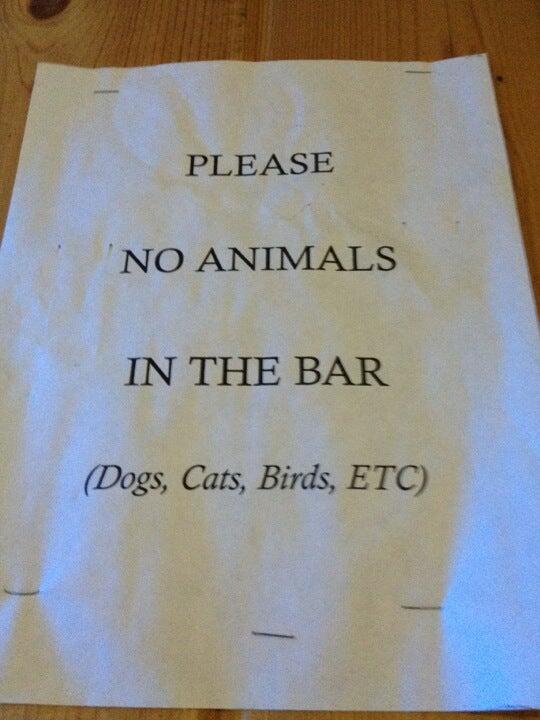 PLEASE
NO ANIMALS
IN THE BAR
(Dogs, Cats, Birds, ETC)